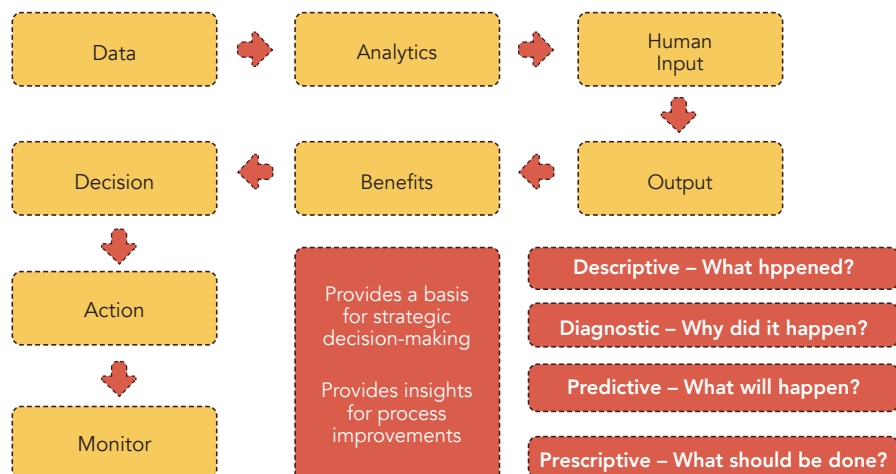 Data
Analytics
Human
Input
Decision
Benefits
Output
Action
Monitor
Provides a basis
for strategic
decision-making
Provides insights
for process
improvements
Descriptive – What hppened?
Diagnostic – Why did it happen?
Predictive – What will happen?
Prescriptive – What should be done?